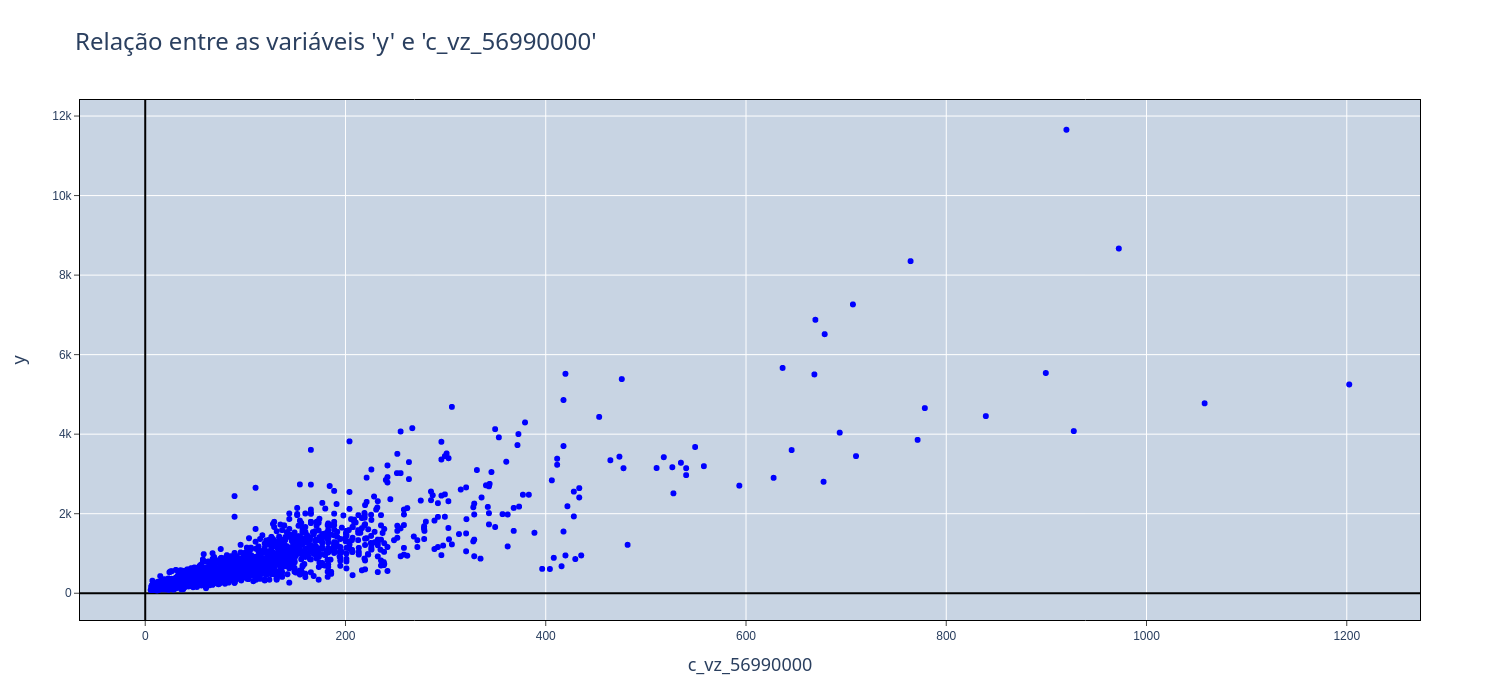 Relação entre as variáveis 'y' e 'c_vz_56990000'
12k
10k
8k
6k
y
4k
2k
0
0 200 400 600 800 1000 1200
c_vz_56990000